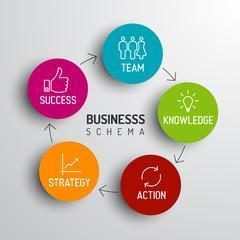 TEAM
SUCCESS
KNOWLEDGE
BUSINESSS
SCHEMA
STRATEGY
ACTION